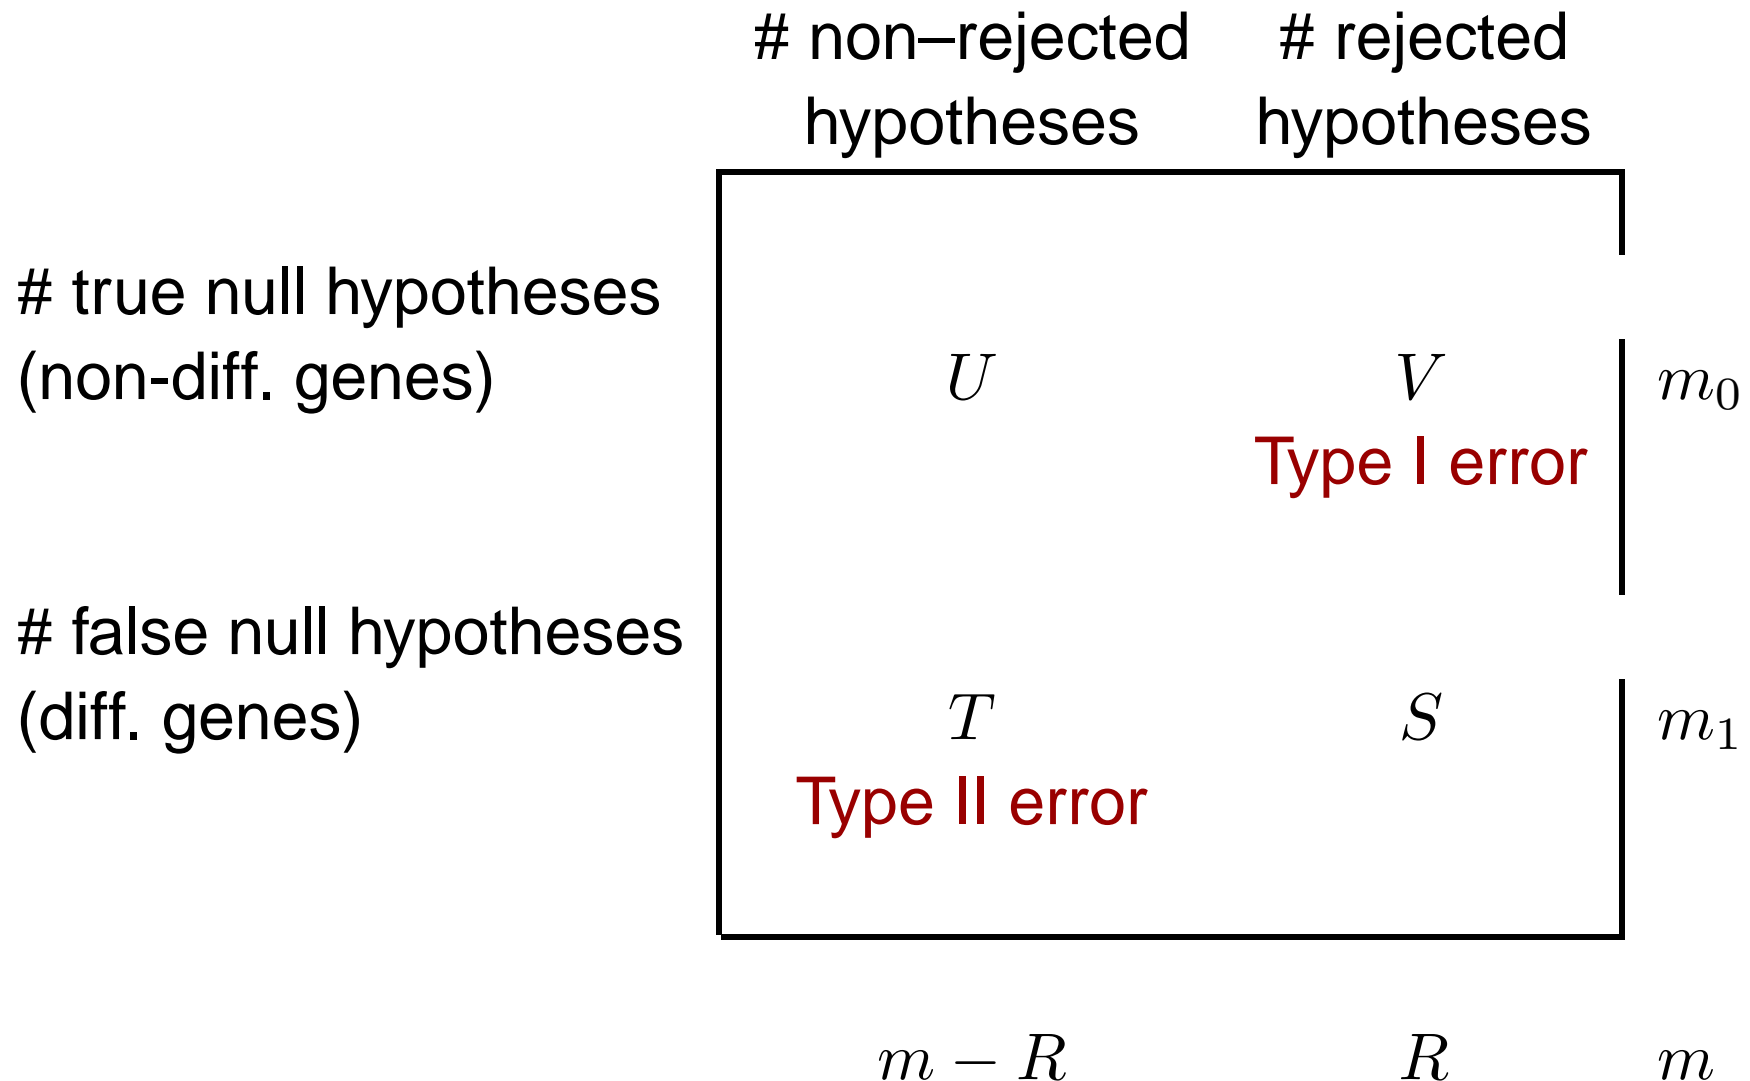 # non–rejected # rejected
hypotheses hypotheses
# true null hypotheses
(non-diff. genes) U V m₀
Type I error
# false null hypotheses
(diff. genes) T S m₁
Type II error
m − R R m